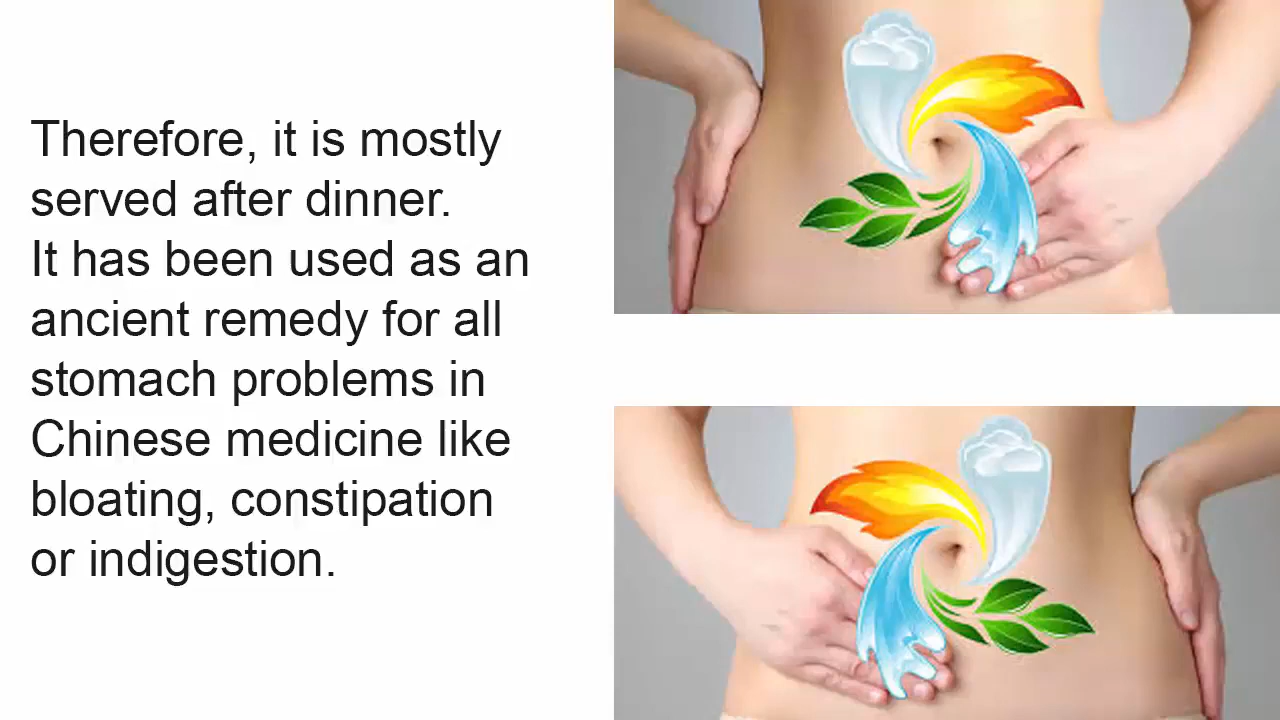 Therefore, it is mostly
served after dinner.
It has been used as an
ancient remedy for all
stomach problems in
Chinese medicine like
bloating, constipation
or indigestion.